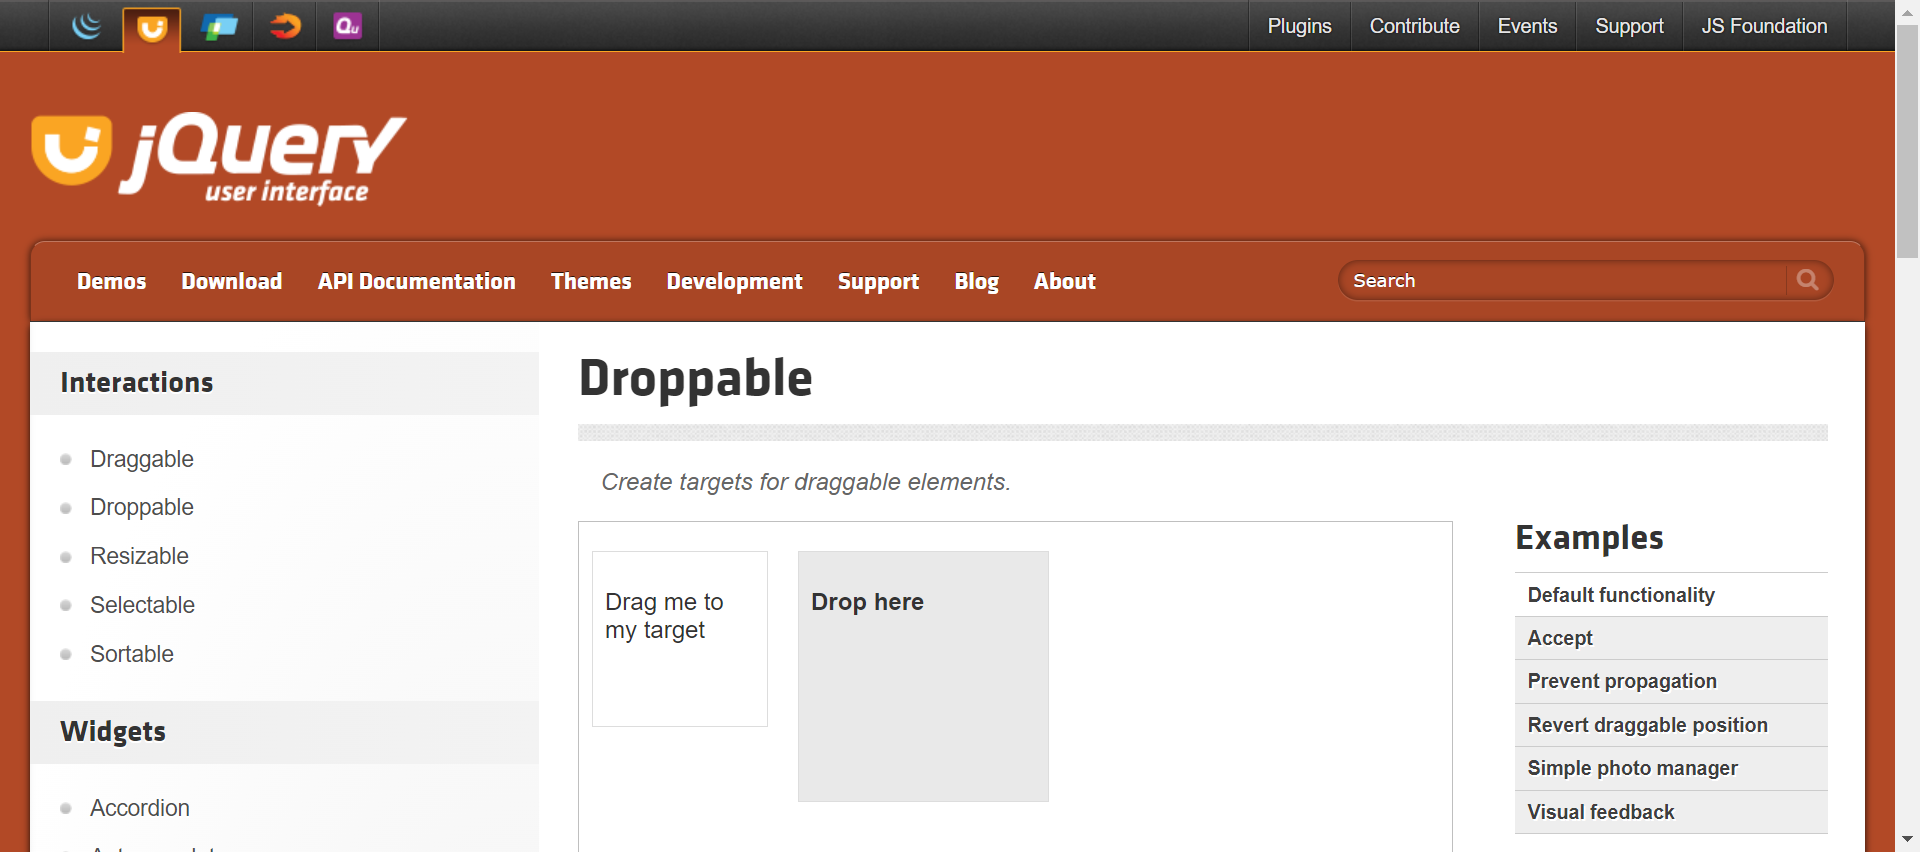 Plugins
Contribute
Events
Support
JS Foundation
Qu
jQuery
user interface
Demos
Download
API Documentation
Themes
Development
Support
Blog
About
Search
Interactions
Draggable
Droppable
Resizable
Selectable
Sortable
Widgets
Accordion
Droppable
Create targets for draggable elements.
Drag me to
my target
Drop here
Examples
Default functionality
Accept
Prevent propagation
Revert draggable position
Simple photo manager
Visual feedback